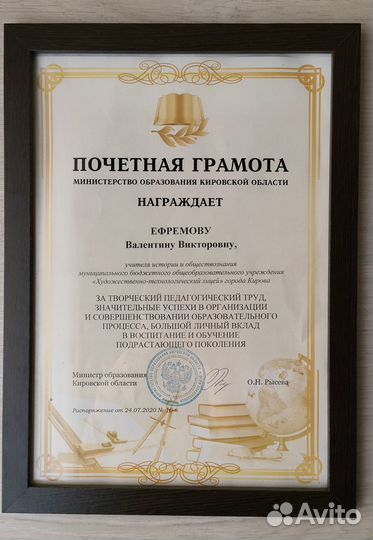 ПОЧЕТНАЯ ГРАМОТА
МИНИСТЕРСТВО ОБРАЗОВАНИЯ КИРОВСКОЙ ОБЛАСТИ
НАГРАЖДАЕТ
ЕФРЕМОВУ
Валентину Викторовну,
учителя истории и обществознания
муниципального бюджетного общеобразовательного учреждения
«Художественно-технологический лицей» города Кирова
ЗА ТВОРЧЕСКИЙ ПЕДАГОГИЧЕСКИЙ ТРУД,
ЗНАЧИТЕЛЬНЫЕ УСПЕХИ В ОРГАНИЗАЦИИ
И СОВЕРШЕНСТВОВАНИИ ОБРАЗОВАТЕЛЬНОГО
ПРОЦЕССА, БОЛЬШОЙ ЛИЧНЫЙ ВКЛАД
В ВОСПИТАНИЕ И ОБУЧЕНИЕ
ПОДРАСТАЮЩЕГО ПОКОЛЕНИЯ
Министр образования
Кировской области
О.Н. Рысева
Распоряжение от 24.07.2020 №
Avito